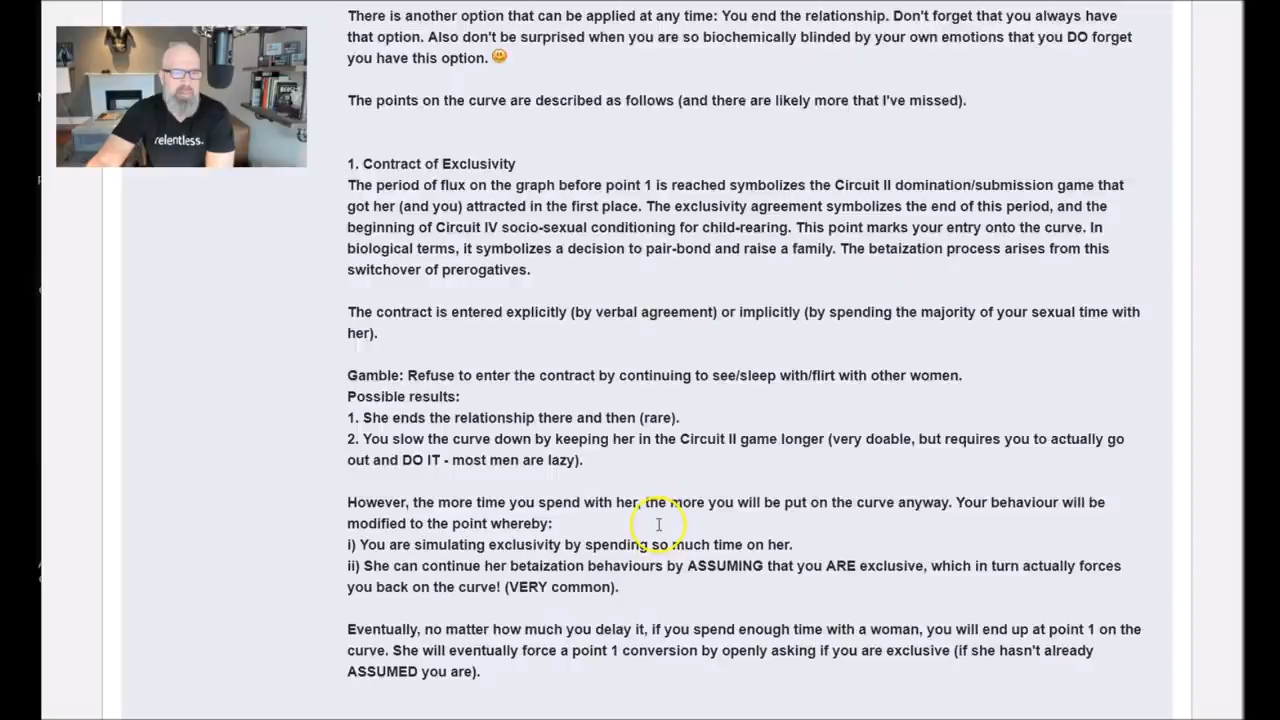 There is another option that can be applied at any time: You end the relationship. Don't forget that you always have
that option. Also don't be surprised when you are so biochemically blinded by your own emotions that you DO forget
you have this option.
The points on the curve are described as follows (and there are likely more that I've missed).
relentless.
1. Contract of Exclusivity
The period of flux on the graph before point 1 is reached symbolizes the Circuit II domination/submission game that
got her (and you) attracted in the first place. The exclusivity agreement symbolizes the end of this period, and the
beginning of Circuit IV socio-sexual conditioning for child-rearing. This point marks your entry onto the curve. In
biological terms, it symbolizes a decision to pair-bond and raise a family. The betaization process arises from this
switchover of prerogatives.
The contract is entered explicitly (by verbal agreement) or implicitly (by spending the majority of your sexual time with
her).
Gamble: Refuse to enter the contract by continuing to see/sleep with/flirt with other women.
Possible results:
1. She ends the relationship there and then (rare).
2. You slow the curve down by keeping her in the Circuit II game longer (very doable, but requires you to actually go
out and DO IT - most men are lazy).
However, the more time you spend with her, the more you will be put on the curve anyway. Your behaviour will be
modified to the point whereby:
i) You are simulating exclusivity by spending so much time on her.
ii) She can continue her betaization behaviours by ASSUMING that you ARE exclusive, which in turn actually forces
you back on the curve! (VERY common).
Eventually, no matter how much you delay it, if you spend enough time with a woman, you will end up at point 1 on the
curve. She will eventually force a point 1 conversion by openly asking if you are exclusive (if she hasn't already
ASSUMED you are).